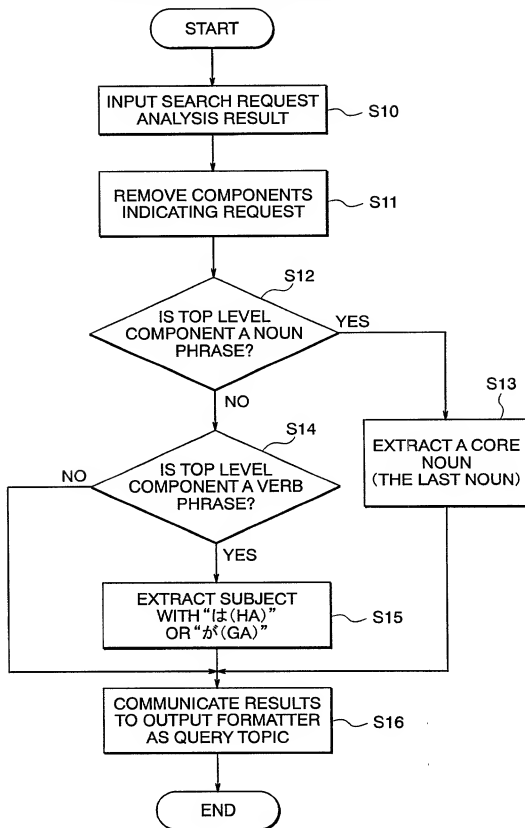 START
INPUT SEARCH REQUEST
ANALYSIS RESULT
S10
REMOVE COMPONENTS
INDICATING REQUEST
S11
S12
IS TOP LEVEL
COMPONENT A NOUN
PHRASE?
YES
NO
S13
EXTRACT A CORE
NOUN
(THE LAST NOUN)
S14
NO
IS TOP LEVEL
COMPONENT A VERB
PHRASE?
YES
EXTRACT SUBJECT
WITH "は(HA)"
OR "が(GA)"
S15
COMMUNICATE RESULTS
TO OUTPUT FORMATTER
AS QUERY TOPIC
S16
END